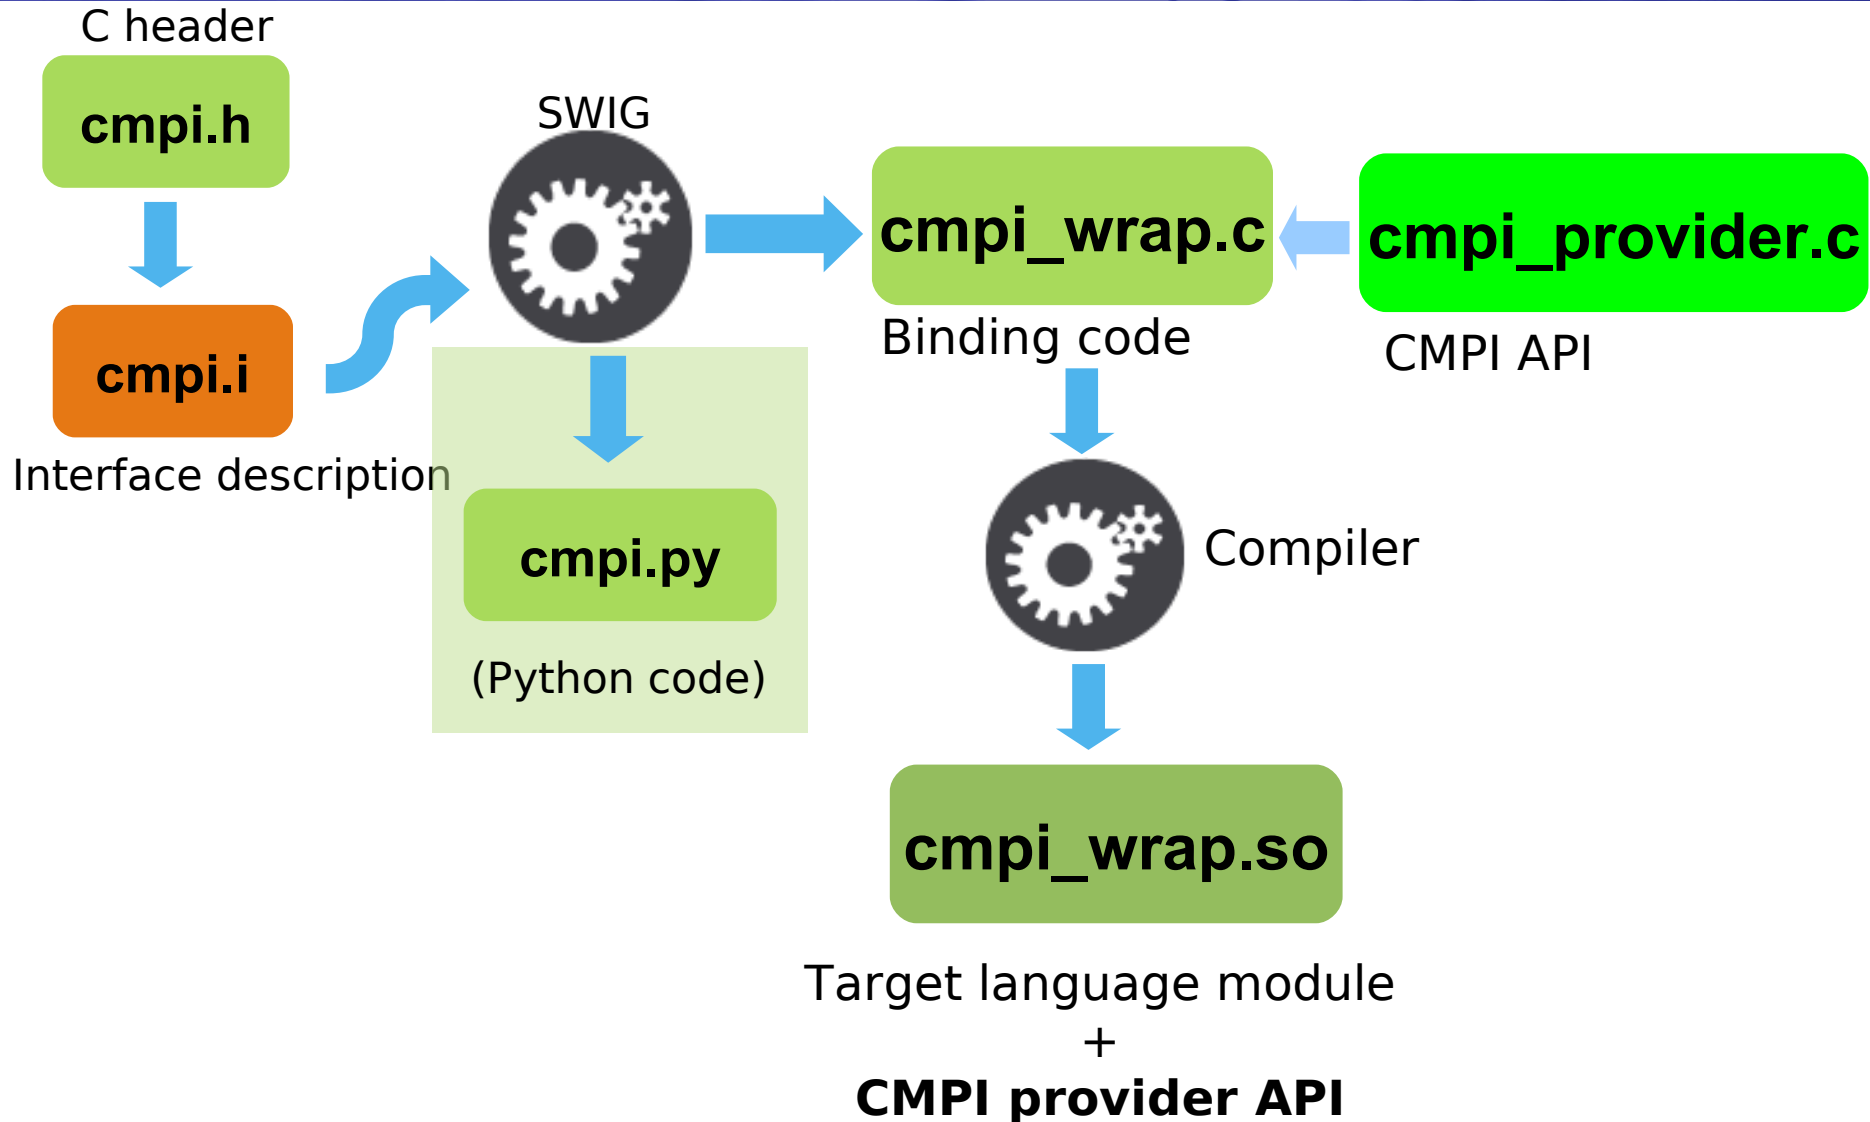 C header
cmpi.h
SWIG
cmpi_wrap.c
cmpi_provider.c
Binding code
CMPI API
cmpi.i
Interface description
cmpi.py
Compiler
(Python code)
cmpi_wrap.so
Target language module
+
CMPI provider API